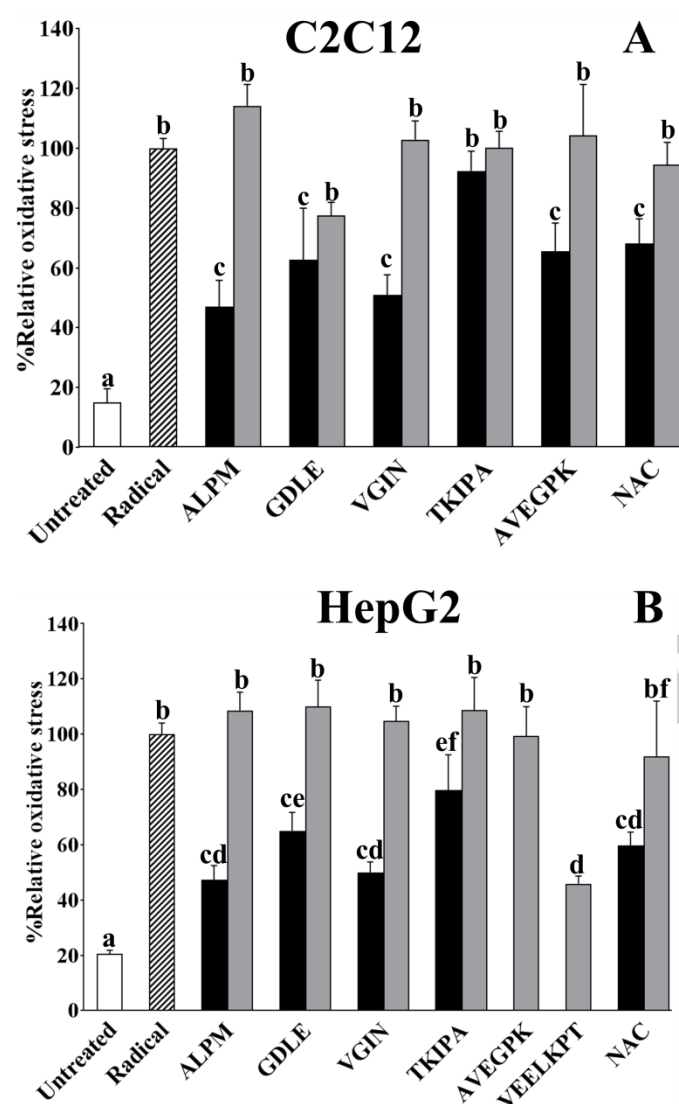 C2C12 A
%Relative oxidative stress
140
120
100
80
60
40
20
0
a
b
c
b
c
b
c
b
b
b
c
b
c
b
Untreated
Radical
ALPM
GDLE
VGIN
TKIPA
AVEGPK
NAC
HepG2 B
%Relative oxidative stress
140
120
100
80
60
40
20
0
a
b
cd
b
ce
b
cd
b
ef
b
b
d
cd
bf
Untreated
Radical
ALPM
GDLE
VGIN
TKIPA
AVEGPK
VEELKPT
NAC